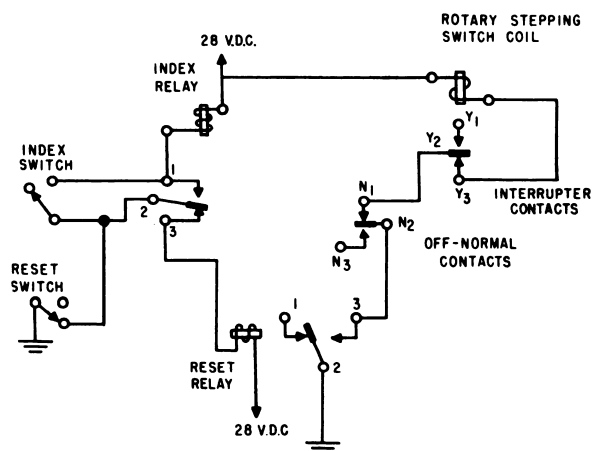 ROTARY STEPPING
SWITCH COIL
28 V.D.C.
INDEX
RELAY
Y1
Y2
Y3
INTERRUPTER
CONTACTS
INDEX
SWITCH
1
2
3
N1
N2
N3
OFF-NORMAL
CONTACTS
RESET
SWITCH
1
3
2
RESET
RELAY
28 V.D.C